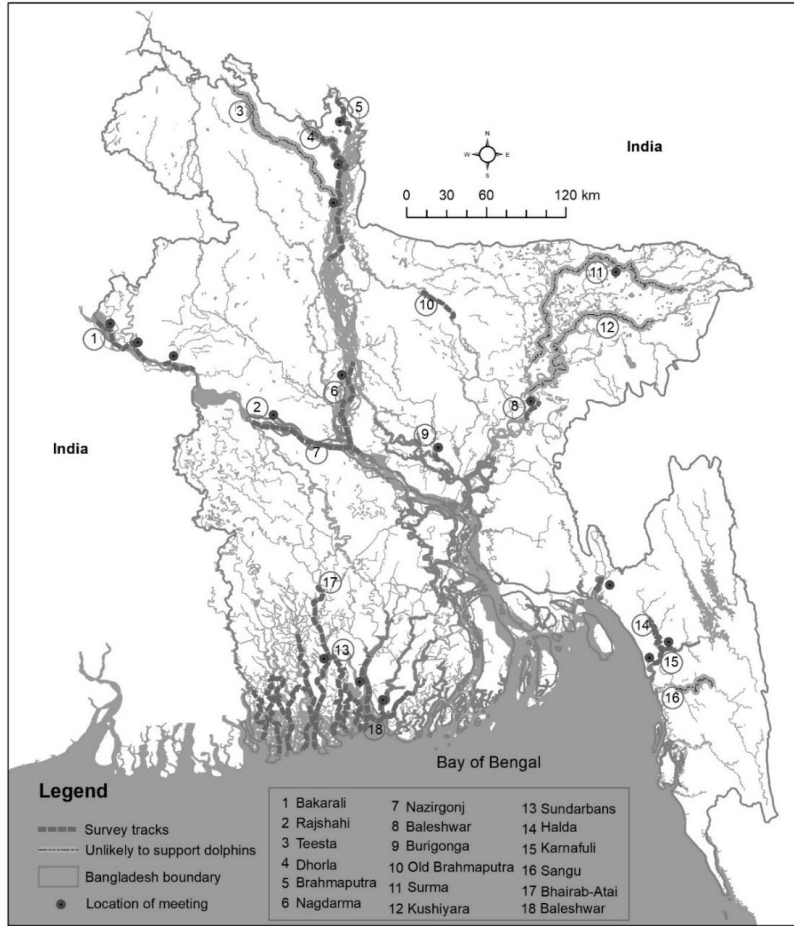 3
4
5
N
W E
S
India
0 30 60 120 km
11
10
12
1
6
8
2
9
India
7
17
14
13
15
16
18
Bay of Bengal
Legend
Survey tracks
Unlikely to support dolphins
Bangladesh boundary
Location of meeting
1 Bakarali
2 Rajshahi
3 Teesta
4 Dhorla
5 Brahmaputra
6 Nagdarma
7 Nazirgonj
8 Baleshwar
9 Burigonga
10 Old Brahmaputra
11 Surma
12 Kushiyara
13 Sundarbans
14 Halda
15 Karnafuli
16 Sangu
17 Bhairab-Atai
18 Baleshwar